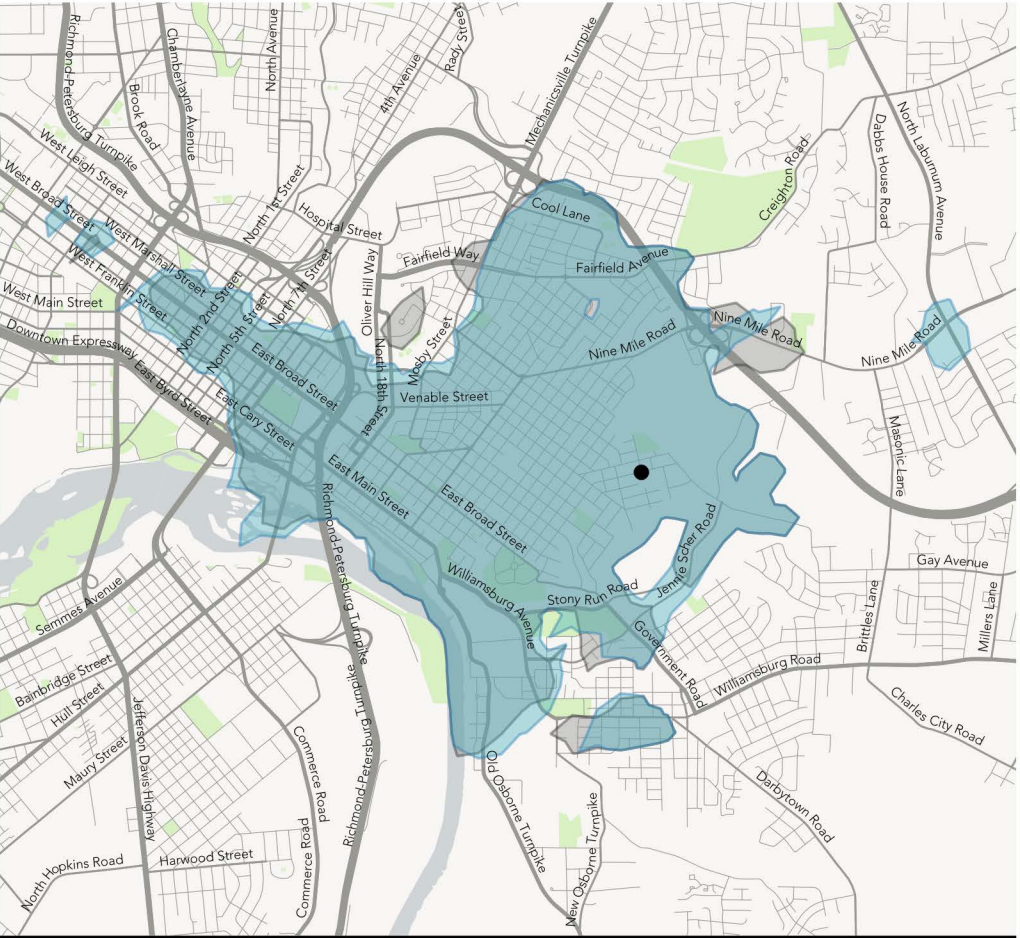 Richmond-Petersburg Turnpike
Chamberlayne Avenue
Brook Road
North Avenue
4th Avenue
Rady Street
Mechanicsville Turnpike
North Laburnum Avenue
Dabbs House Road
Creighton Road
West Leigh Street
West Broad Street
West Marshall Street
West Franklin Street
West Main Street
Downtown Expressway
East Byrd Street
North 1st Street
Hospital Street
North 2nd Street
North 5th Street
North 7th Street
Oliver Hill Way
Fairfield Way
Cool Lane
Fairfield Avenue
Mosby Street
North 18th Street
Venable Street
Nine Mile Road
Nine Mile Road
Nine Mile Road
East Broad Street
East Cary Street
East Main Street
East Broad Street
Masonic Lane
Richmond-Petersburg Turnpike
Williamsburg Avenue
Stony Run Road
Jennie Scher Road
Government Road
Gay Avenue
Brittles Lane
Millers Lane
Williamsburg Road
Charles City Road
Semmes Avenue
Bainbridge Street
Hull Street
Maury Street
Jefferson Davis Highway
Commerce Road
Richmond-Petersburg Turnpike
Old Osborne Turnpike
New Osborne Turnpike
Darbytown Road
North Hopkins Road
Harwood Street
Commerce Road